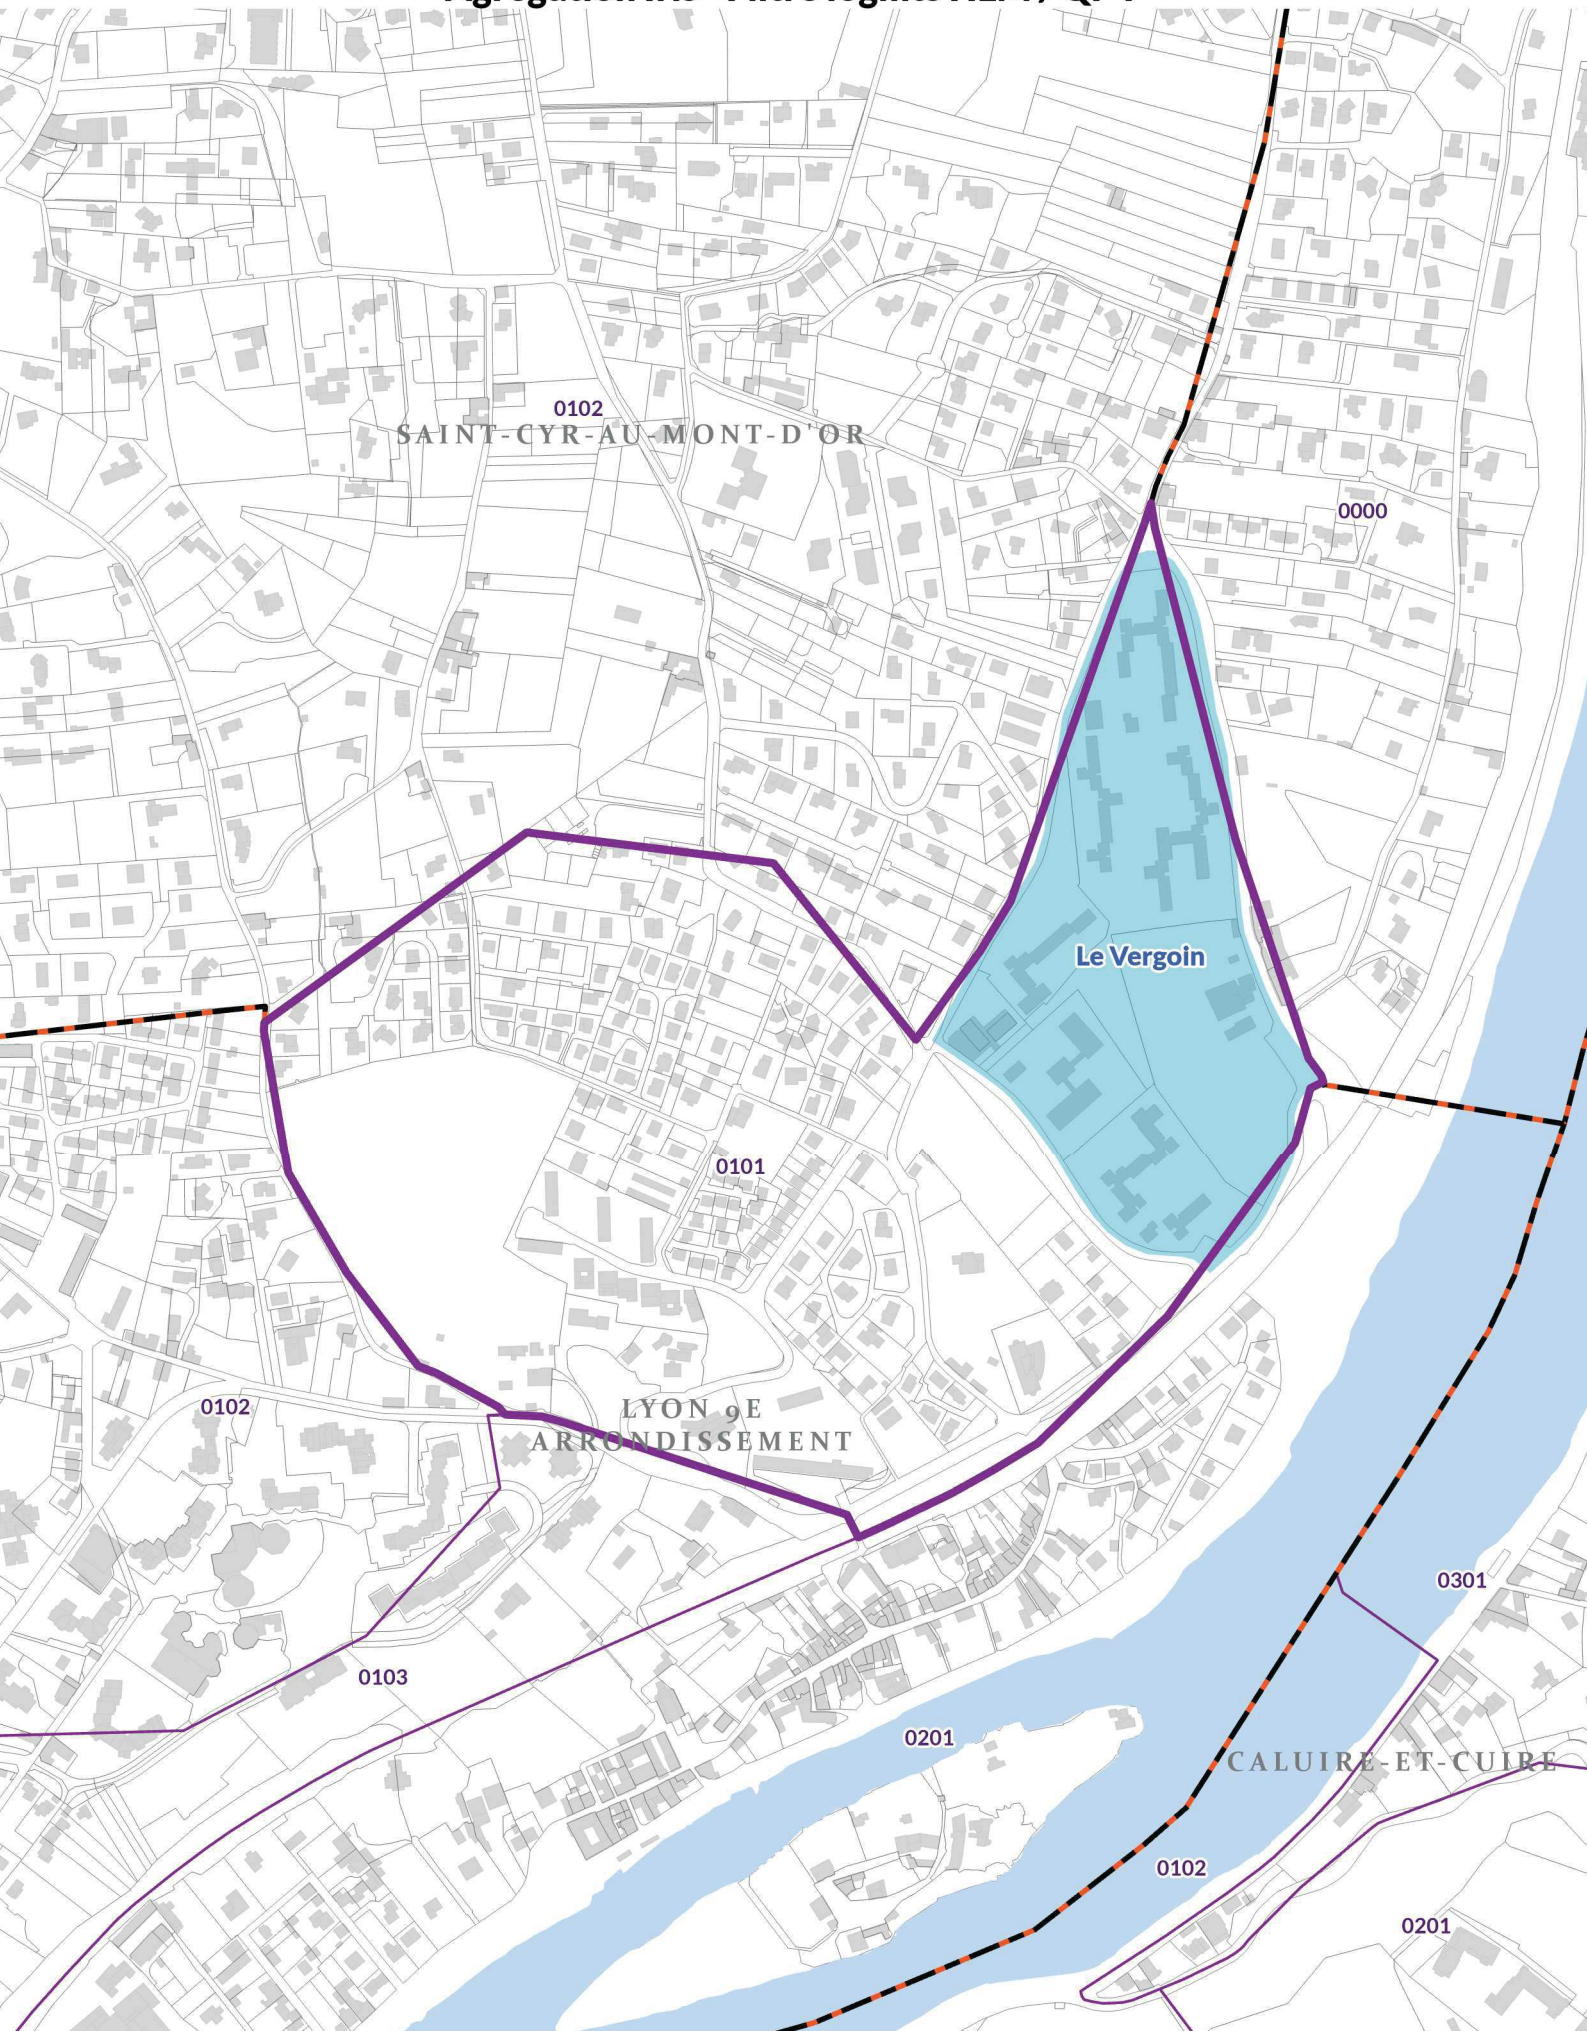 0102
SAINT-CYR-AU-MONT-D'OR
0000
Le Vergoin
0101
0102
LYON 9E
ARRONDISSEMENT
0301
0103
0201
CALUIRE-ET-CUIRE
0102
0201